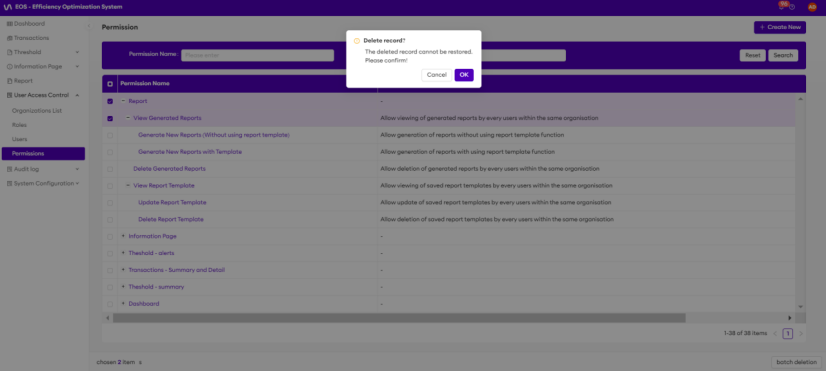 EOS - Efficiency Optimization System
Dashboard
Transactions
Threshold
Information Page
Report
User Access Control
Organizations List
Roles
Users
Permissions
Audit log
System Configuration
Permission
+ Create New
Permission Name:
Please enter
Reset
Search
Delete record?
The deleted record cannot be restored.
Please confirm!
Cancel
OK
Permission Name
Report -
View Generated Reports Allow viewing of generated reports by every users within the same organisation
Generate New Reports (Without using report template) Allow generation of reports without using report template function
Generate New Reports with Template Allow generation of reports with using report template function
Delete Generated Reports Allow deletion of generated reports by every users within the same organisation
View Report Template Allow viewing of saved report templates by every users within the same organisation
Update Report Template Allow update of saved report templates by every users within the same organisation
Delete Report Template Allow deletion of saved report templates by every users within the same organisation
Information Page -
Theshold - alerts -
Transactions - Summary and Detail -
Theshold - summary -
Dashboard -
1-38 of 38 items < 1 >
chosen 2 item x
batch deletion